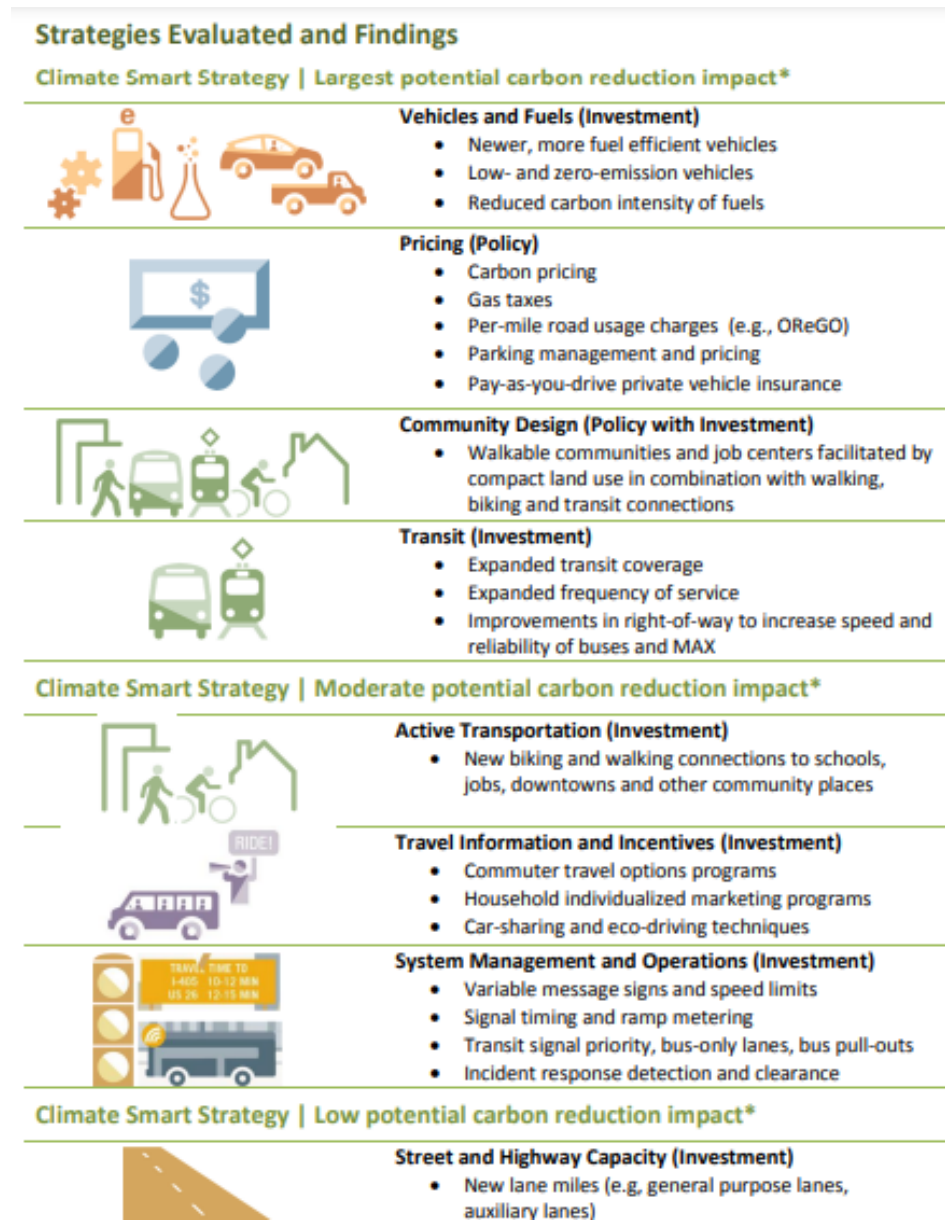 Strategies Evaluated and Findings
Climate Smart Strategy | Largest potential carbon reduction impact*
e
Vehicles and Fuels (Investment)
• Newer, more fuel efficient vehicles
• Low- and zero-emission vehicles
• Reduced carbon intensity of fuels
$
Pricing (Policy)
• Carbon pricing
• Gas taxes
• Per-mile road usage charges (e.g., OReGO)
• Parking management and pricing
• Pay-as-you-drive private vehicle insurance
Community Design (Policy with Investment)
• Walkable communities and job centers facilitated by
compact land use in combination with walking,
biking and transit connections
Transit (Investment)
• Expanded transit coverage
• Expanded frequency of service
• Improvements in right-of-way to increase speed and
reliability of buses and MAX
Climate Smart Strategy | Moderate potential carbon reduction impact*
Active Transportation (Investment)
• New biking and walking connections to schools,
jobs, downtowns and other community places
RIDE!
Travel Information and Incentives (Investment)
• Commuter travel options programs
• Household individualized marketing programs
• Car-sharing and eco-driving techniques
TRAVEL TIME TO
I-405 10-12 MIN
US 26 12-15 MIN
System Management and Operations (Investment)
• Variable message signs and speed limits
• Signal timing and ramp metering
• Transit signal priority, bus-only lanes, bus pull-outs
• Incident response detection and clearance
Climate Smart Strategy | Low potential carbon reduction impact*
Street and Highway Capacity (Investment)
• New lane miles (e.g, general purpose lanes,
auxiliary lanes)